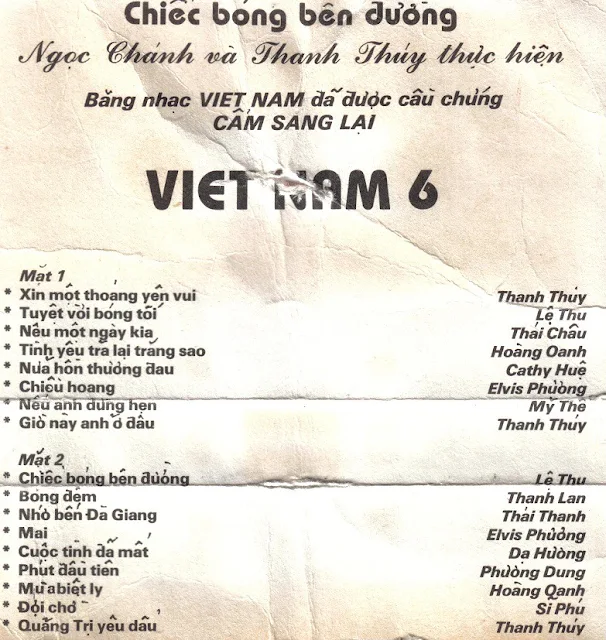 Chiếc bóng bên đường
Ngọc Chánh và Thanh Thúy thực hiện
Băng nhạc VIET NAM đã được cầu chứng
CẤM SANG LẠI
VIET NAM 6
Mặt 1
* Xin một thoáng yên vui Thanh Thúy
* Tuyệt vời bóng tối Lệ Thu
* Nếu một ngày kia Thái Châu
* Tình yêu trả lại trăng sao Hoàng Oanh
* Nửa hồn thương đau Cathy Huệ
* Chiều hoang Elvis Phương
* Nếu anh đừng hẹn Mỹ Thể
* Giờ này anh ở đâu Thanh Thúy
Mặt 2
* Chiếc bóng bên đường Lệ Thu
* Bóng đêm Thanh Lan
* Nhớ bến Đà Giang Thái Thanh
* Mai Elvis Phương
* Cuộc tình đã mất Dạ Hương
* Phút đầu tiên Phương Dung
* Mưa biệt ly Hoàng Oanh
* Đợi chờ Sĩ Phú
* Quảng Trị yêu dấu Thanh Thúy